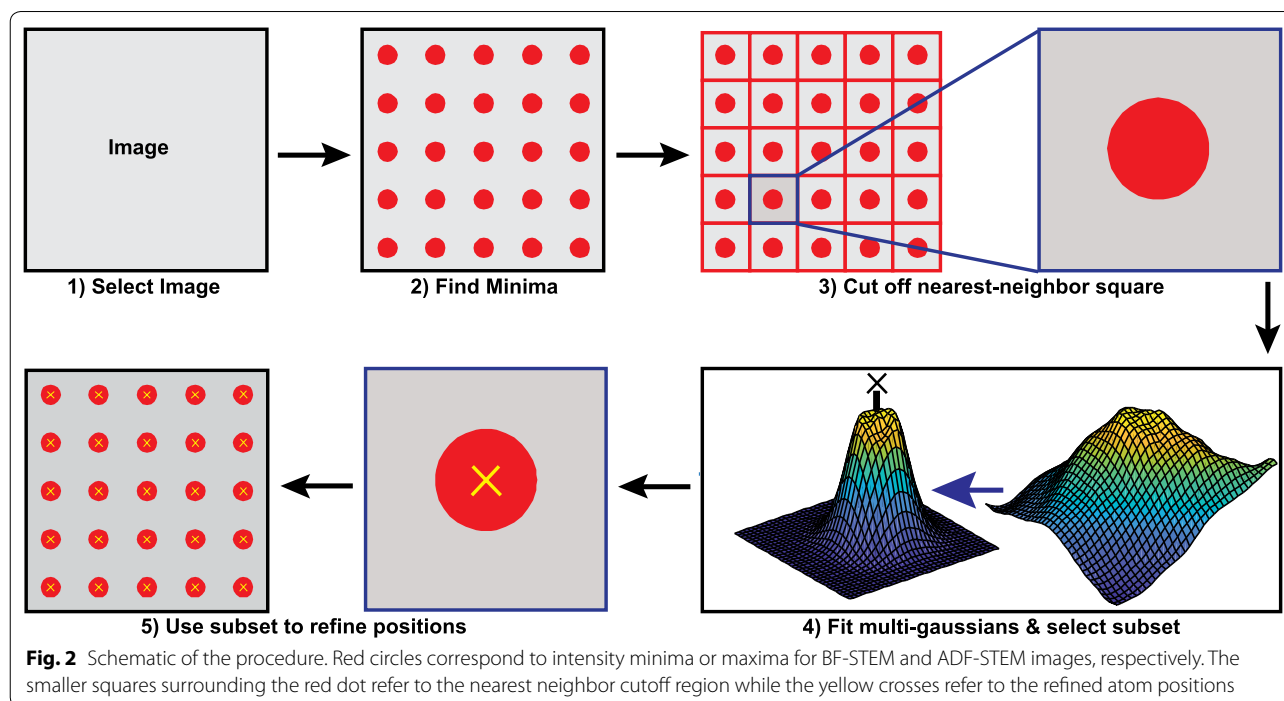 Image
1) Select Image
2) Find Minima
3) Cut off nearest-neighbor square
5) Use subset to refine positions
4) Fit multi-gaussians & select subset
Fig. 2 Schematic of the procedure. Red circles correspond to intensity minima or maxima for BF-STEM and ADF-STEM images, respectively. The
smaller squares surrounding the red dot refer to the nearest neighbor cutoff region while the yellow crosses refer to the refined atom positions